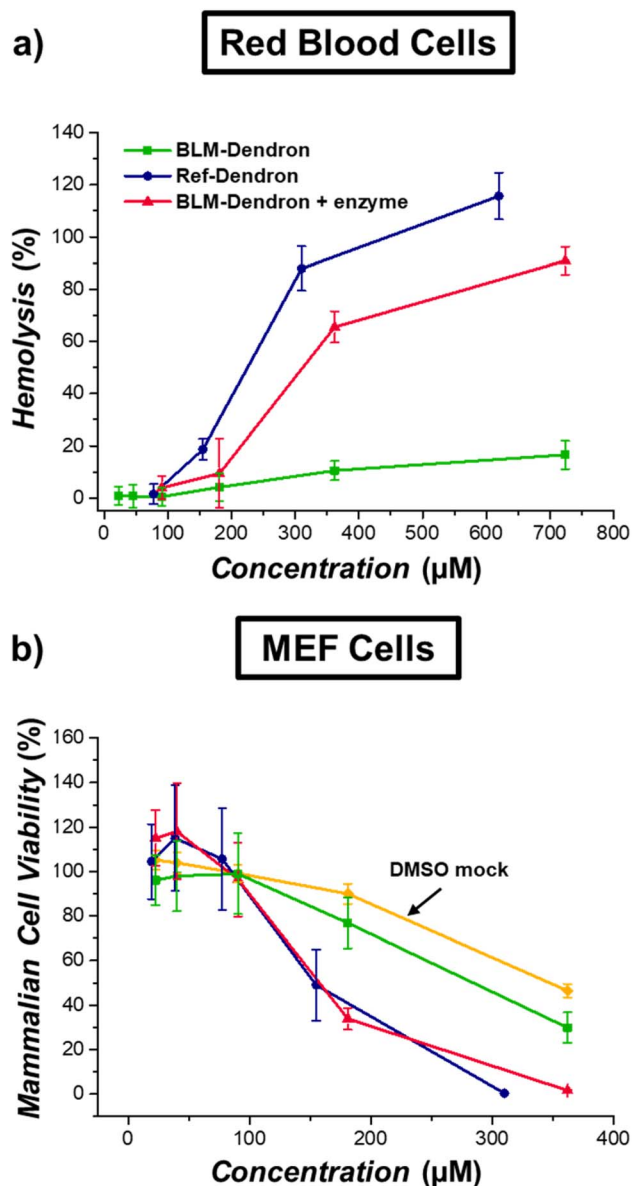 a)
Red Blood Cells
140
120
100
80
60
40
20
0
Hemolysis (%)
BLM-Dendron
Ref-Dendron
BLM-Dendron + enzyme
0 100 200 300 400 500 600 700 800
Concentration (µM)
b)
MEF Cells
160
140
120
100
80
60
40
20
0
Mammalian Cell Viability (%)
DMSO mock
0 100 200 300 400
Concentration (µM)